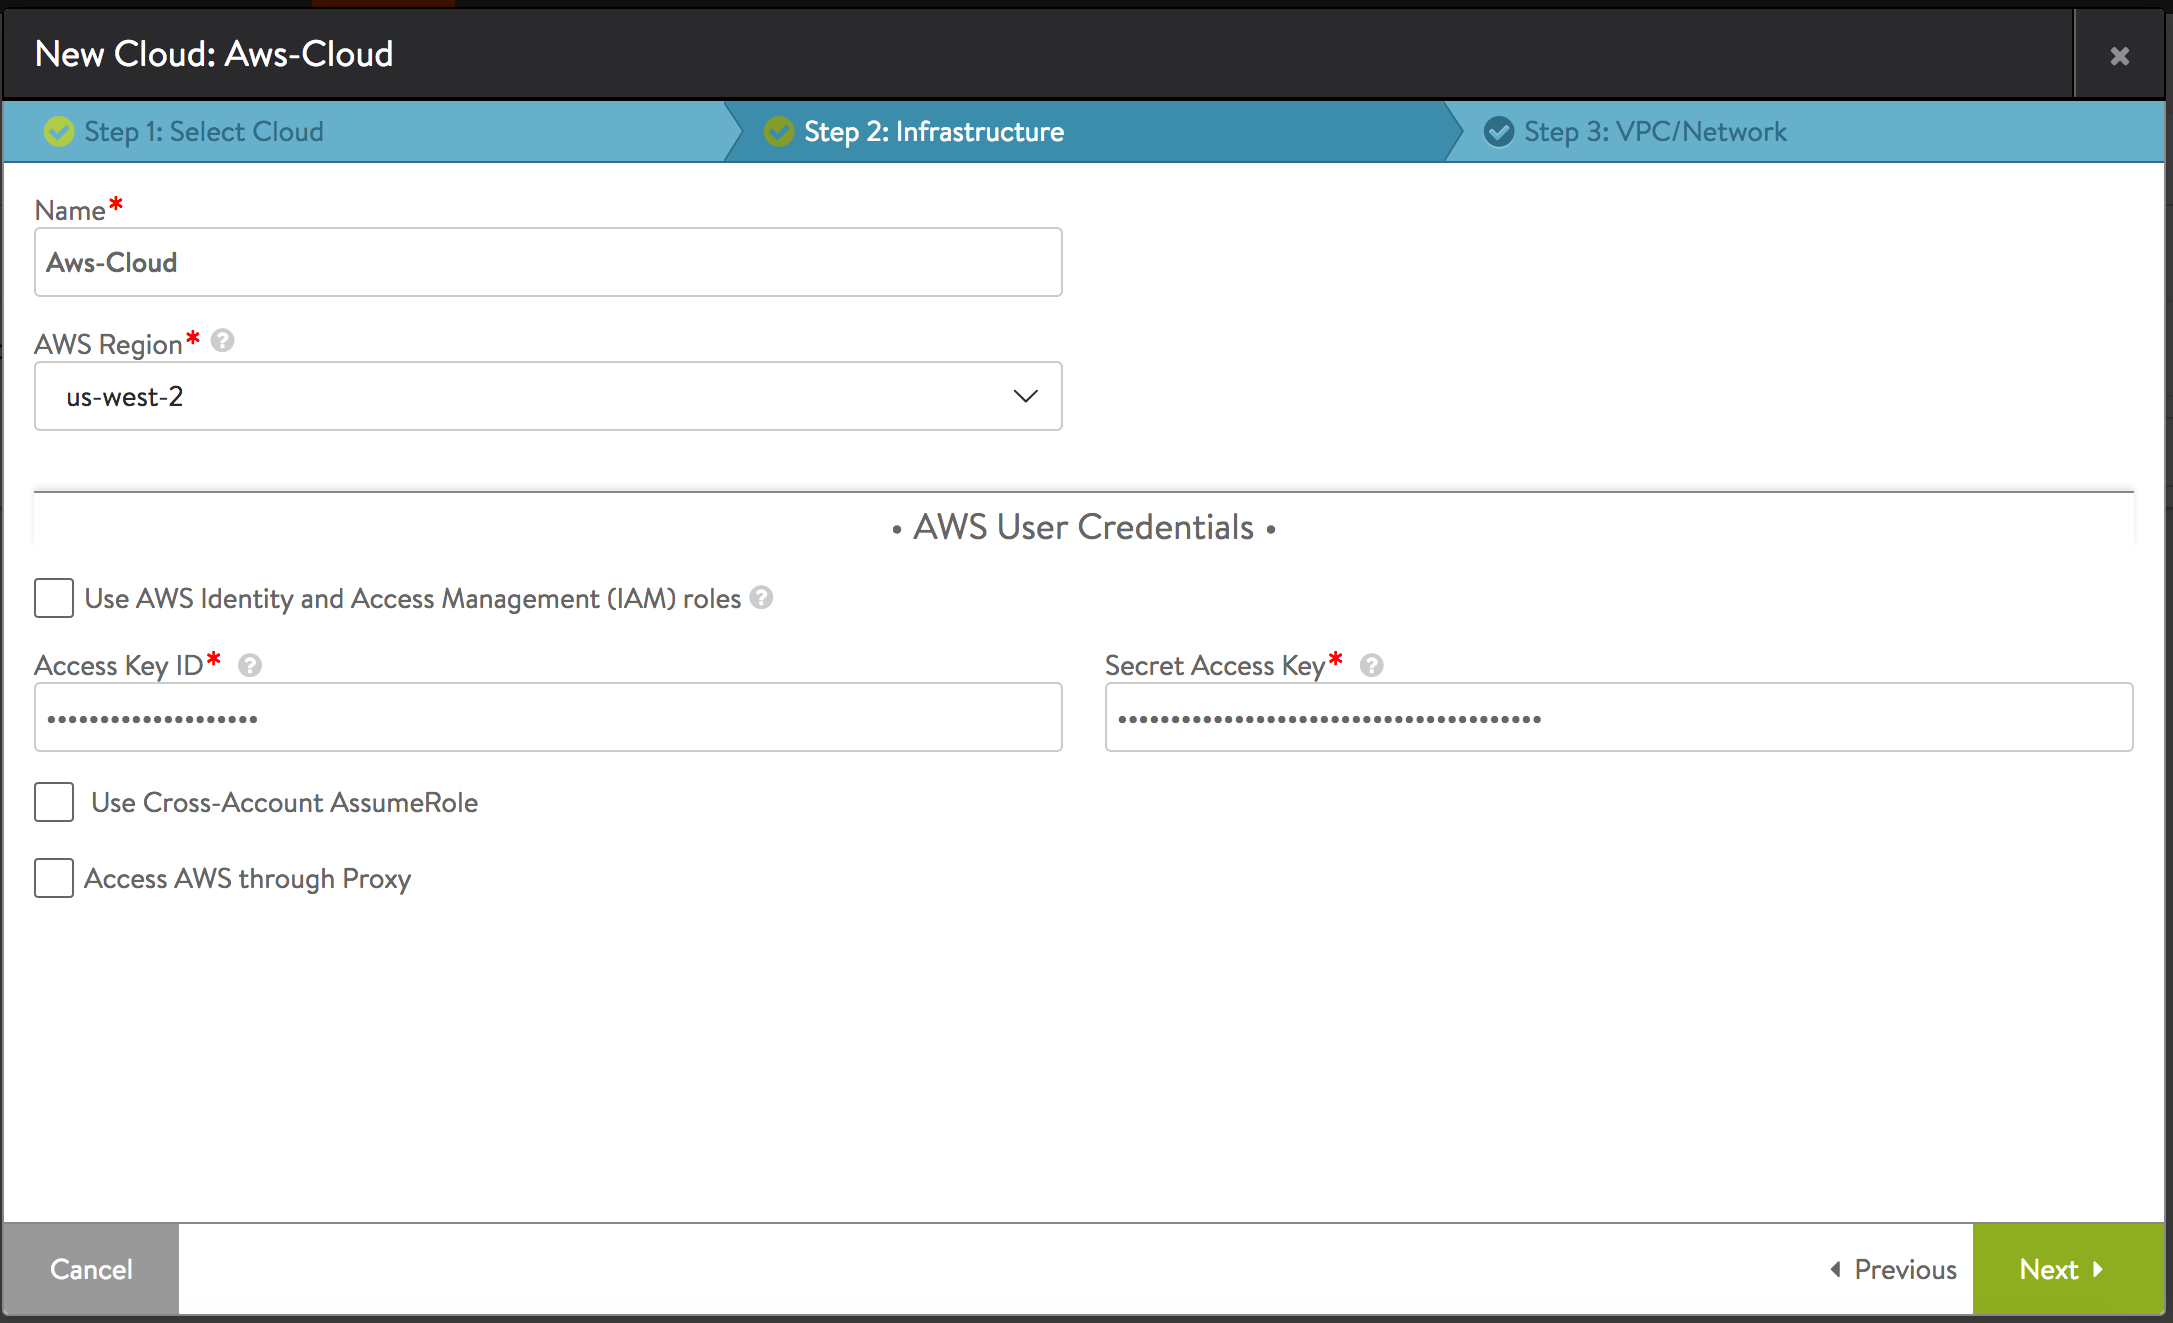 New Cloud: Aws-Cloud
Step 1: Select Cloud
Step 2: Infrastructure
Step 3: VPC/Network
Name*
Aws-Cloud
AWS Region* ?
us-west-2
• AWS User Credentials •
Use AWS Identity and Access Management (IAM) roles ?
Access Key ID* ?
Secret Access Key* ?
••••••••••••••••••••
••••••••••••••••••••••••••••••••••••••••
Use Cross-Account AssumeRole
Access AWS through Proxy
Cancel
Previous
Next